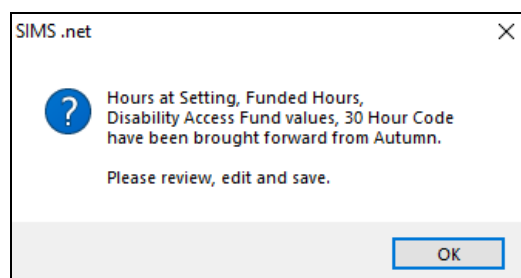 SIMS .net
Hours at Setting, Funded Hours,
Disability Access Fund values, 30 Hour Code
have been brought forward from Autumn.
Please review, edit and save.
OK